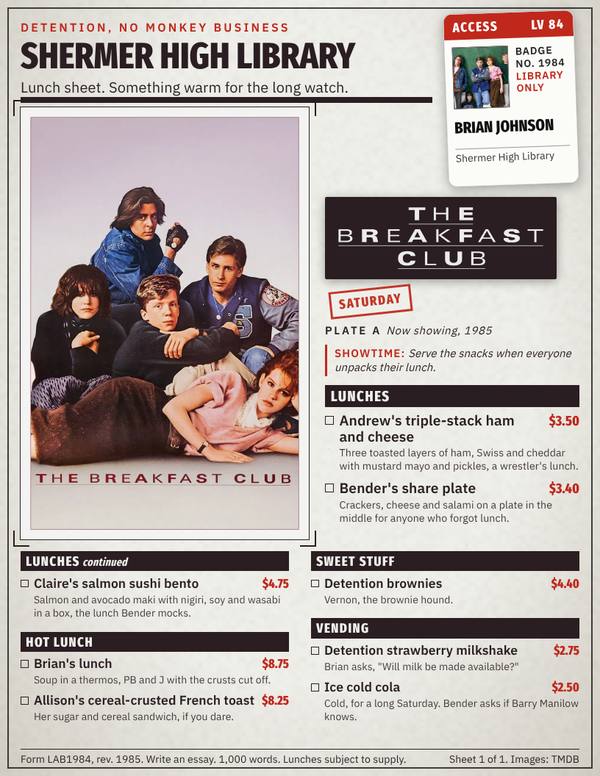 DETENTION, NO MONKEY BUSINESS
SHERMER HIGH LIBRARY
Lunch sheet. Something warm for the long watch.
ACCESS LV 84
BADGE
NO. 1984
LIBRARY
ONLY
BRIAN JOHNSON
Shermer High Library
THE BREAKFAST CLUB
THE
BREAKFAST
CLUB
SATURDAY
PLATE A Now showing, 1985
SHOWTIME: Serve the snacks when everyone
unpacks their lunch.
LUNCHES
Andrew's triple-stack ham $3.50
and cheese
Three toasted layers of ham, Swiss and cheddar
with mustard mayo and pickles, a wrestler's lunch.
Bender's share plate $3.40
Crackers, cheese and salami on a plate in the
middle for anyone who forgot lunch.
LUNCHES continued
Claire's salmon sushi bento $4.75
Salmon and avocado maki with nigiri, soy and wasabi
in a box, the lunch Bender mocks.
HOT LUNCH
Brian's lunch $8.75
Soup in a thermos, PB and J with the crusts cut off.
Allison's cereal-crusted French toast $8.25
Her sugar and cereal sandwich, if you dare.
SWEET STUFF
Detention brownies $4.40
Vernon, the brownie hound.
VENDING
Detention strawberry milkshake $2.75
Brian asks, "Will milk be made available?"
Ice cold cola $2.50
Cold, for a long Saturday. Bender asks if Barry Manilow
knows.
Form LAB1984, rev. 1985. Write an essay. 1,000 words. Lunches subject to supply.
Sheet 1 of 1. Images: TMDB